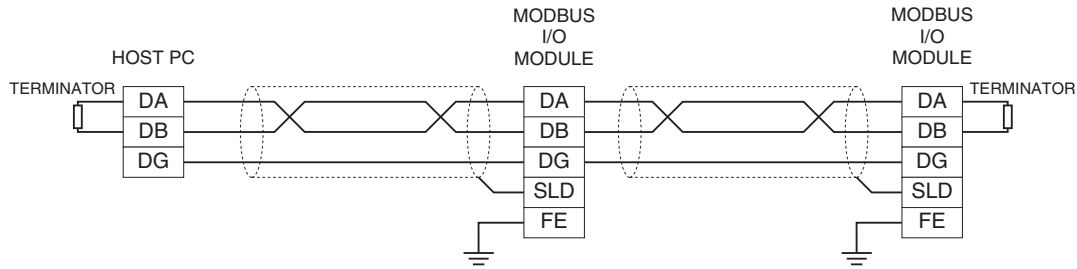 MODBUS
I/O
MODULE
MODBUS
I/O
MODULE
HOST PC
TERMINATOR
DA
DB
DG
DA
DB
DG
SLD
FE
DA
DB
DG
SLD
FE
TERMINATOR